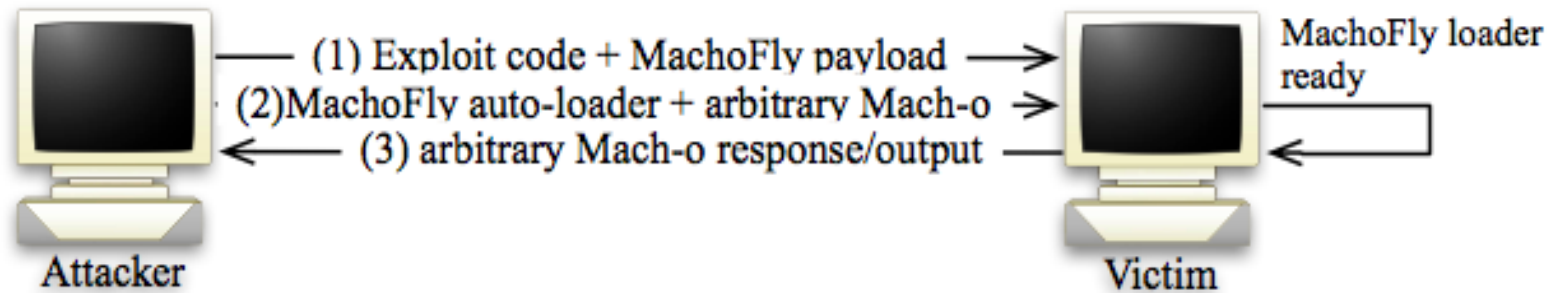 (1) Exploit code + MachoFly payload
(2)MachoFly auto-loader + arbitrary Mach-o
(3) arbitrary Mach-o response/output
MachoFly loader
ready
Attacker
Victim